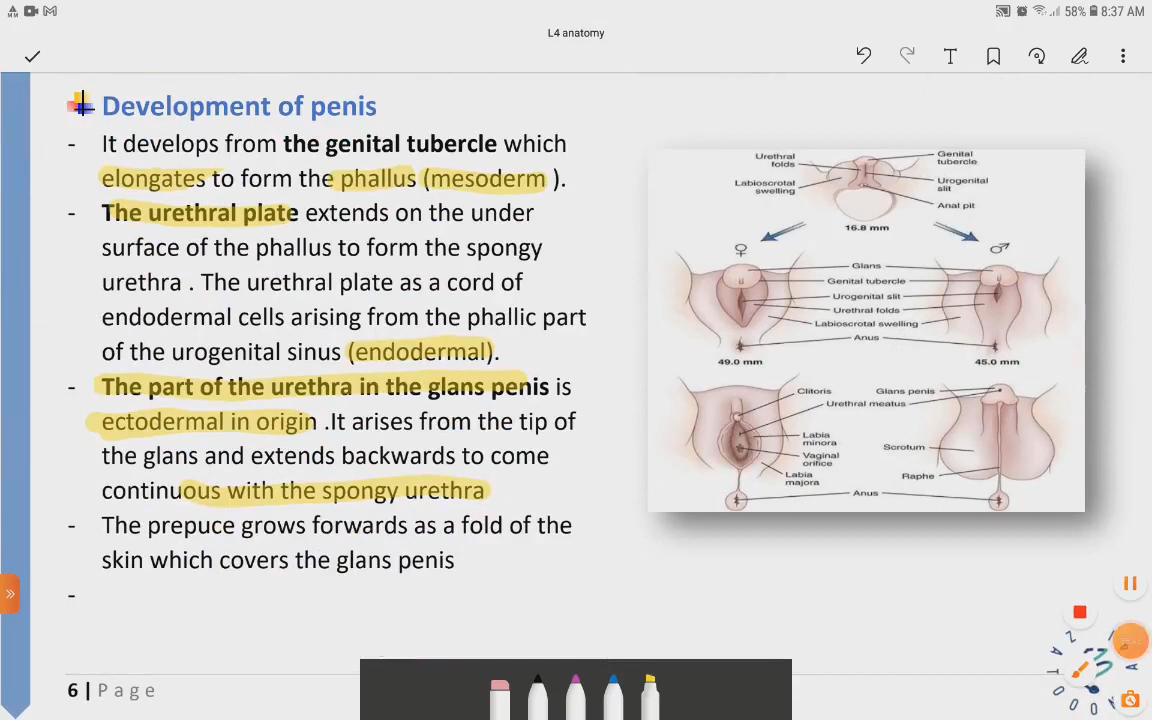 58% 8:37 AM
L4 anatomy
Development of penis
- It develops from the genital tubercle which
elongates to form the phallus (mesoderm ).
- The urethral plate extends on the under
surface of the phallus to form the spongy
urethra . The urethral plate as a cord of
endodermal cells arising from the phallic part
of the urogenital sinus (endodermal).
- The part of the urethra in the glans penis is
ectodermal in origin .It arises from the tip of
the glans and extends backwards to come
continuous with the spongy urethra
- The prepuce grows forwards as a fold of the
skin which covers the glans penis
-
Urethral
folds
Labioscrotal
swelling
Genital
tubercle
Urogenital
slit
Anal pit
16.8 mm
♀
♂
Glans
Genital tubercle
Urogenital slit
Urethral folds
Labioscrotal swelling
Anus
49.0 mm
45.0 mm
Clitoris
Urethral meatus
Labia
minora
Vaginal
orifice
Labia
majora
Glans penis
Scrotum
Raphe
Anus
6 | Page